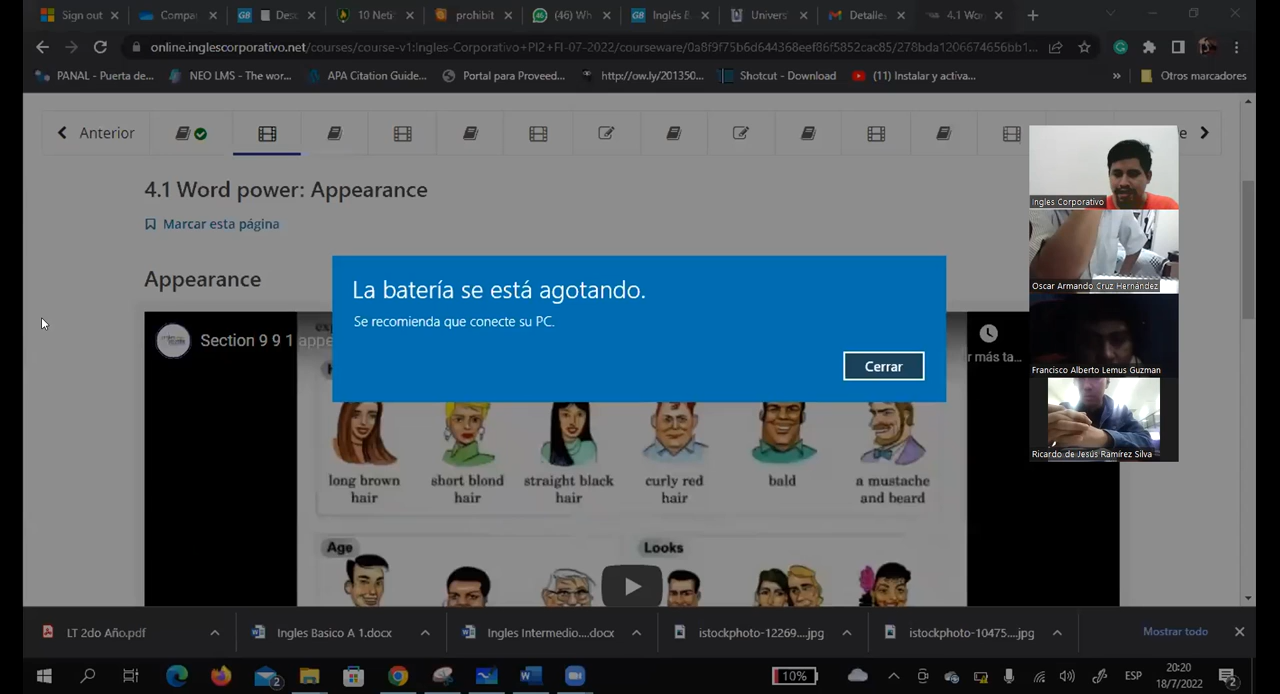 Sign out
Compa
Desc
10 Neti
prohibit
(46) Wh
Inglés B
Univers
Detalle:
4.1 Wor
online.inglescorporativo.net/courses/course-v1:Ingles-Corporativo+PI2+FI-07-2022/courseware/0a8f9f75b6d644368eef86f5852cac85/278bda1206674656bb1...
PANAL - Puerta de...
NEO LMS - The wor...
APA Citation Guide...
Portal para Proveed...
http://ow.ly/201350...
Shotcut - Download
(11) Instalar y activa...
»
Otros marcadores
Anterior
e
4.1 Word power: Appearance
Marcar esta página
Appearance
Section 9 9 1 appe
r más ta...
La batería se está agotando.
Se recomienda que conecte su PC.
Cerrar
long brown
hair
short blond
hair
straight black
hair
curly red
hair
bald
a mustache
and beard
Age
Looks
Ingles Corporativo
Oscar Armando Cruz Hernández
Francisco Alberto Lemus Guzman
Ricardo de Jesús Ramírez Silva
LT 2do Año.pdf
Ingles Basico A 1.docx
Ingles Intermedio....docx
istockphoto-12269....jpg
istockphoto-10475....jpg
Mostrar todo
2
10%
ESP
20:20
18/7/2022
2